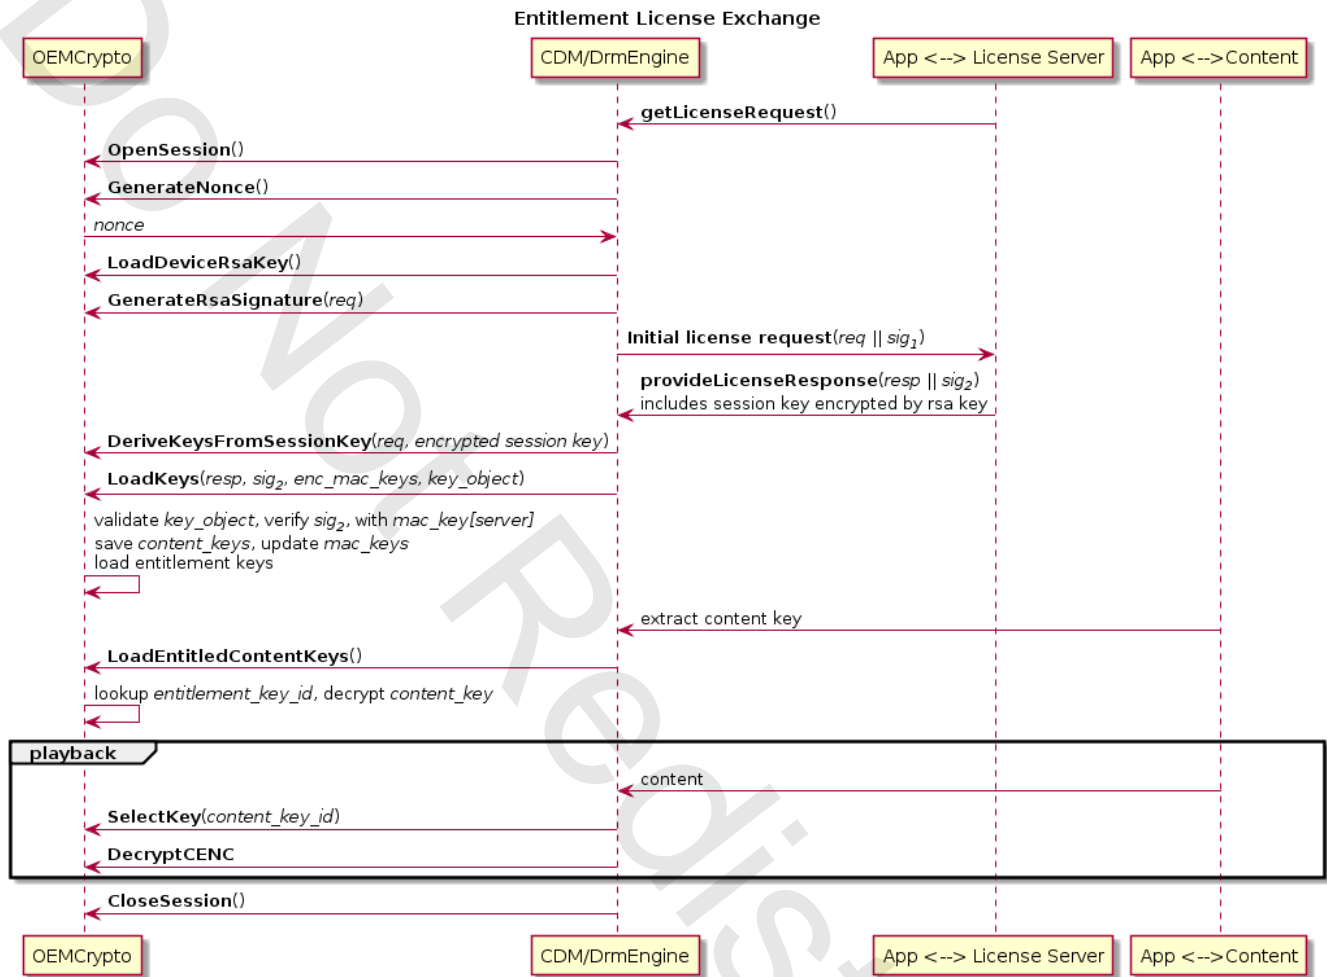 Entitlement License Exchange
OEMCrypto
CDM/DrmEngine
App <--> License Server
App <-->Content
getLicenseRequest()
OpenSession()
GenerateNonce()
nonce
LoadDeviceRsaKey()
GenerateRsaSignature(req)
Initial license request(req || sig1)
provideLicenseResponse(resp || sig2)
includes session key encrypted by rsa key
DeriveKeysFromSessionKey(req, encrypted session key)
LoadKeys(resp, sig2, enc_mac_keys, key_object)
validate key_object, verify sig2, with mac_key[server]
save content_keys, update mac_keys
load entitlement keys
extract content key
LoadEntitledContentKeys()
lookup entitlement_key_id, decrypt content_key
playback
content
SelectKey(content_key_id)
DecryptCENC
CloseSession()
OEMCrypto
CDM/DrmEngine
App <--> License Server
App <-->Content
Do Not Redist